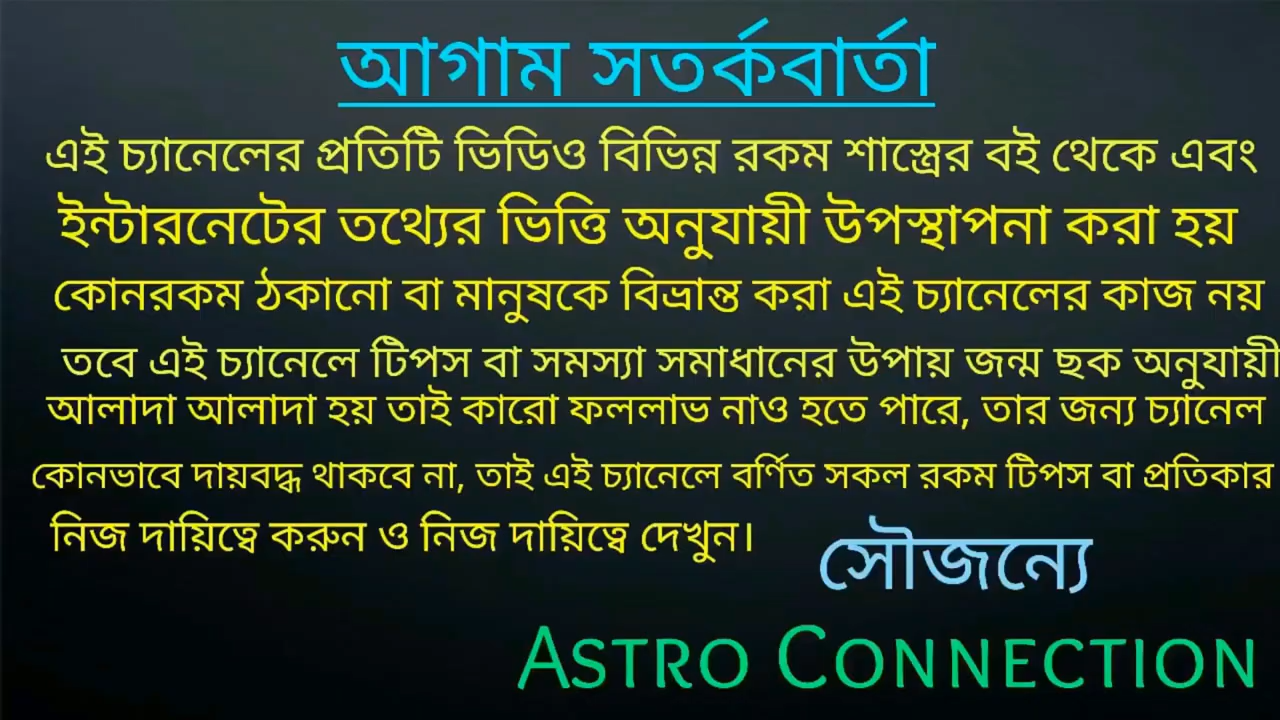 আগাম সতর্কবার্তা
এই চ্যানেলের প্রতিটি ভিডিও বিভিন্ন রকম শাস্ত্রের বই থেকে এবং
ইন্টারনেটের তথ্যের ভিত্তি অনুযায়ী উপস্থাপনা করা হয়
কোনরকম ঠকানো বা মানুষকে বিভ্রান্ত করা এই চ্যানেলের কাজ নয়
তবে এই চ্যানেলে টিপস বা সমস্যা সমাধানের উপায় জন্ম ছক অনুযায়ী
আলাদা আলাদা হয় তাই কারো ফললাভ নাও হতে পারে, তার জন্য চ্যানেল
কোনভাবে দায়বদ্ধ থাকবে না, তাই এই চ্যানেলে বর্ণিত সকল রকম টিপস বা প্রতিকার
নিজ দায়িত্বে করুন ও নিজ দায়িত্বে দেখুন।
সৌজন্যে
ASTRO CONNECTION